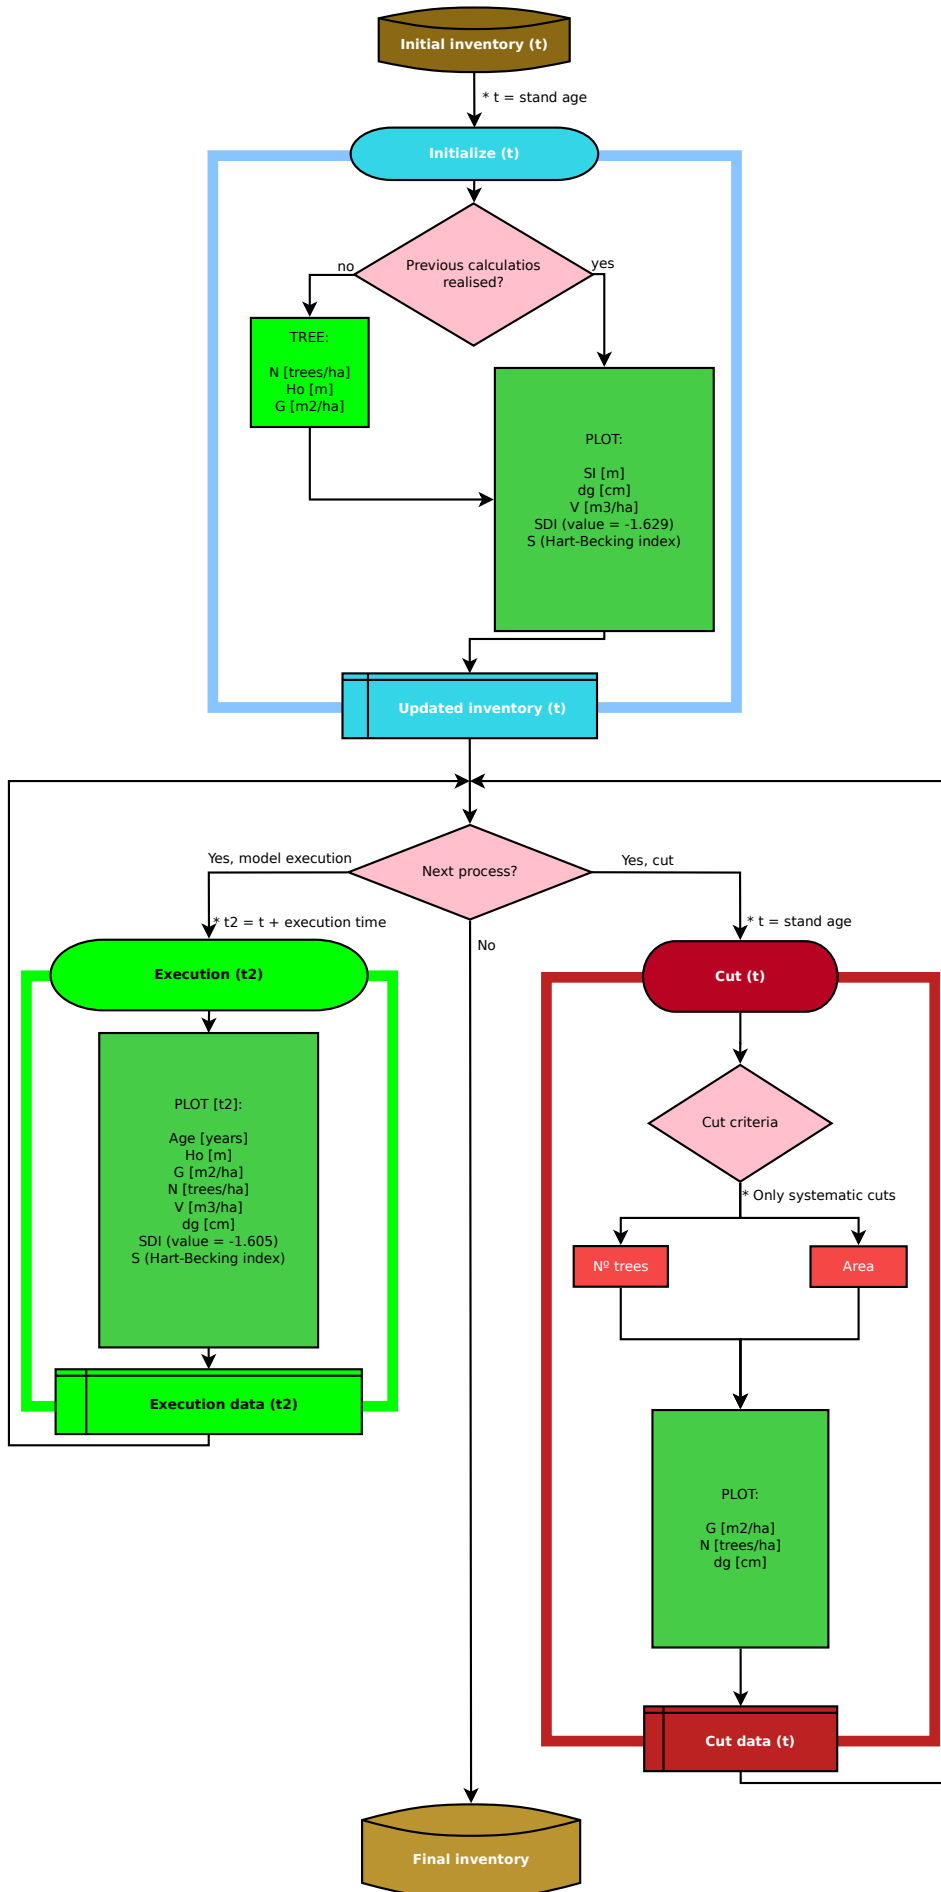 Initial inventory (t)
* t = stand age
Initialize (t)
Previous calculatios
realised?
no
yes
TREE:
N [trees/ha]
Ho [m]
G [m2/ha]
PLOT:
SI [m]
dg [cm]
V [m3/ha]
SDI (value = -1.629)
S (Hart-Becking index)
Updated inventory (t)
Next process?
Yes, model execution
Yes, cut
* t2 = t + execution time
* t = stand age
No
Execution (t2)
Cut (t)
PLOT [t2]:
Age [years]
Ho [m]
G [m2/ha]
N [trees/ha]
V [m3/ha]
dg [cm]
SDI (value = -1.605)
S (Hart-Becking index)
Execution data (t2)
Cut criteria
* Only systematic cuts
Nº trees
Area
PLOT:
G [m2/ha]
N [trees/ha]
dg [cm]
Cut data (t)
Final inventory